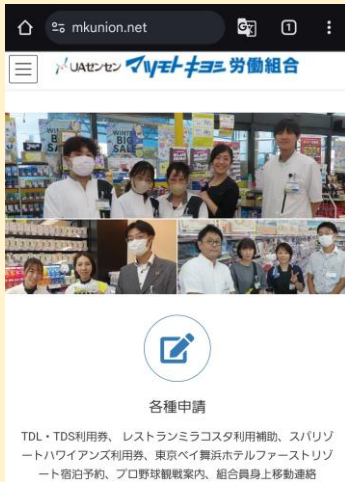 mkunion.net
1
UAゼンセン マツモトキヨシ 労働組合
WINTER BIG SALE
各種申請
TDL・TDS利用券、レストランミラコスタ利用補助、スパリゾ
ートハワイアンズ利用券、東京ベイ舞浜ホテルファーストリゾ
ート宿泊予約、プロ野球観戦案内、組合員身上移動連絡